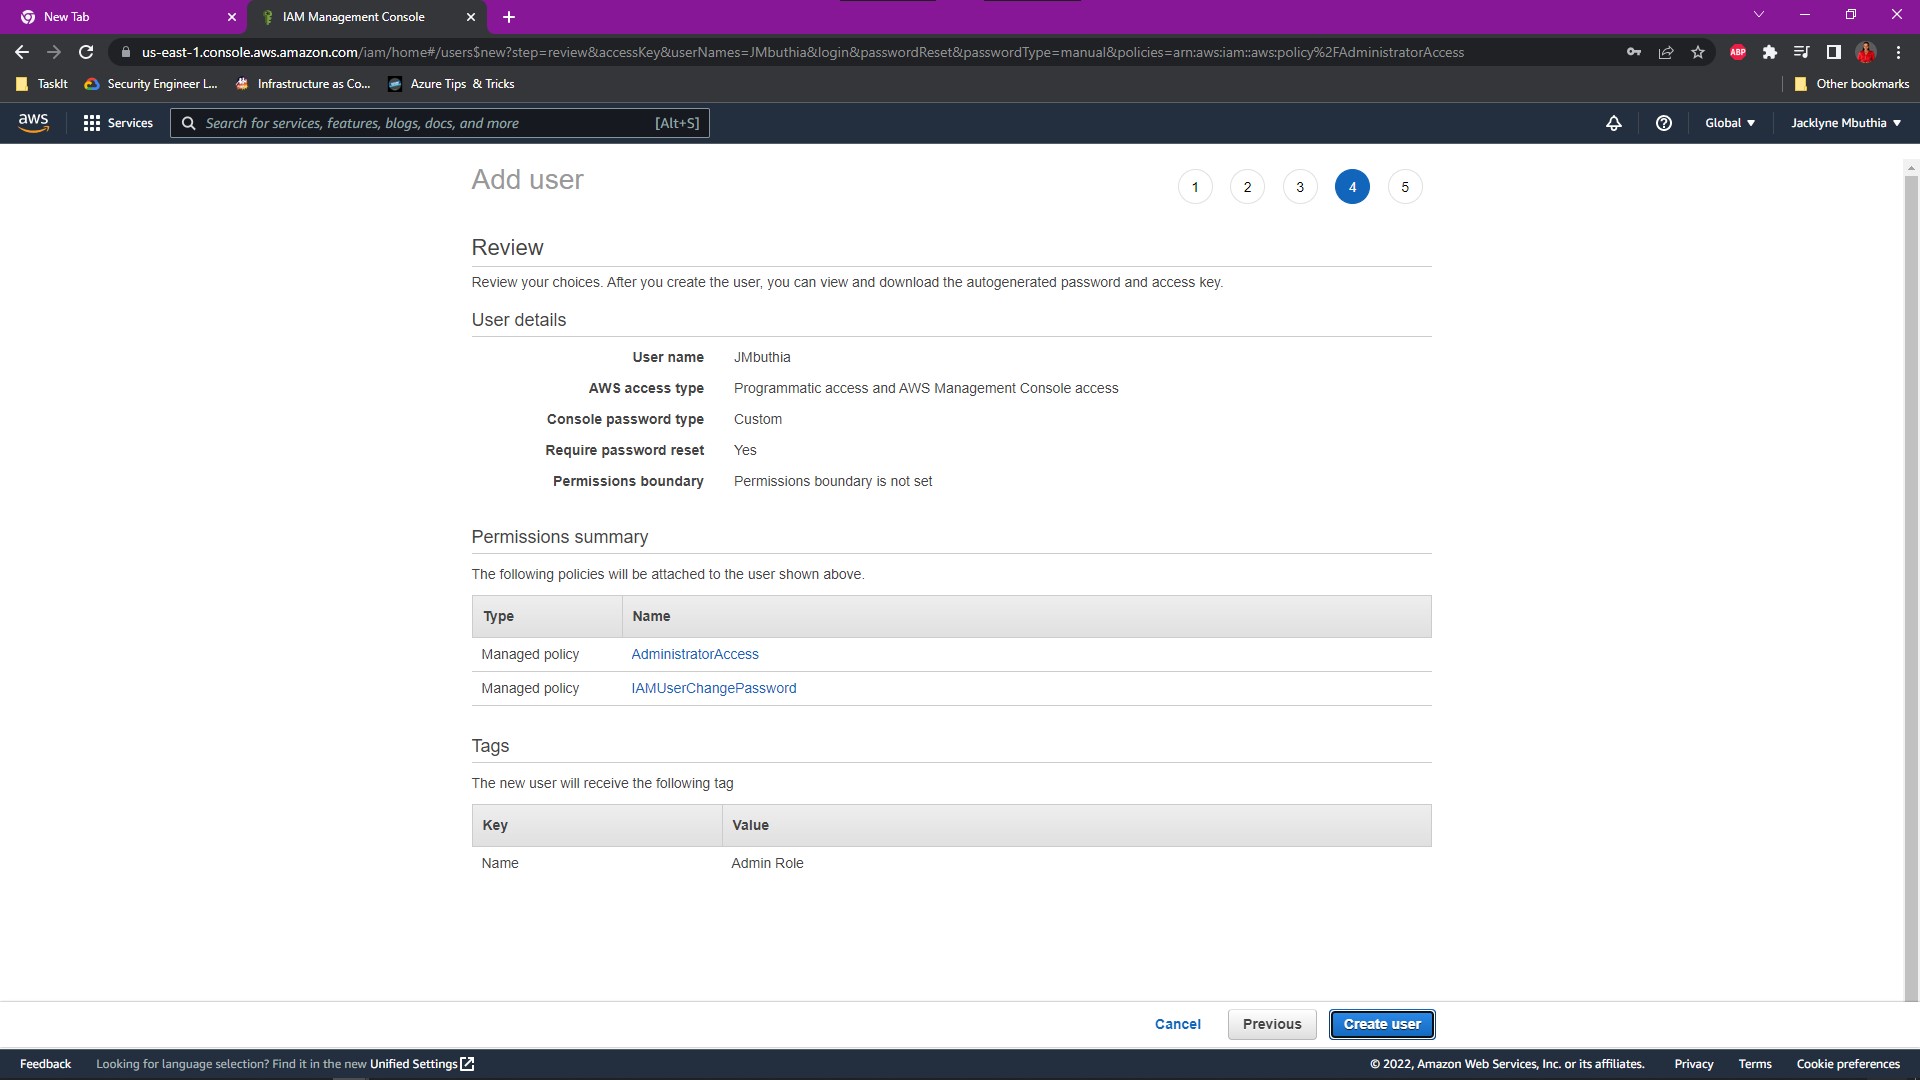 New Tab
IAM Management Console
us-east-1.console.aws.amazon.com/iam/home#/users$new?step=review&accessKey&userNames=JMbuthia&login&passwordReset&passwordType=manual&policies=arn:aws:iam::aws:policy%2FAdministratorAccess
ABP
TaskIt
Security Engineer L...
Infrastructure as Co...
Azure Tips & Tricks
Other bookmarks
aws
Services
Search for services, features, blogs, docs, and more
[Alt+S]
Global
Jacklyne Mbuthia
Add user
1
2
3
4
5
Review
Review your choices. After you create the user, you can view and download the autogenerated password and access key.
User details
User name JMbuthia
AWS access type Programmatic access and AWS Management Console access
Console password type Custom
Require password reset Yes
Permissions boundary Permissions boundary is not set
Permissions summary
The following policies will be attached to the user shown above.
Type Name
Managed policy AdministratorAccess
Managed policy IAMUserChangePassword
Tags
The new user will receive the following tag
Key Value
Name Admin Role
Cancel
Previous
Create user
Feedback
Looking for language selection? Find it in the new Unified Settings
© 2022, Amazon Web Services, Inc. or its affiliates.
Privacy
Terms
Cookie preferences